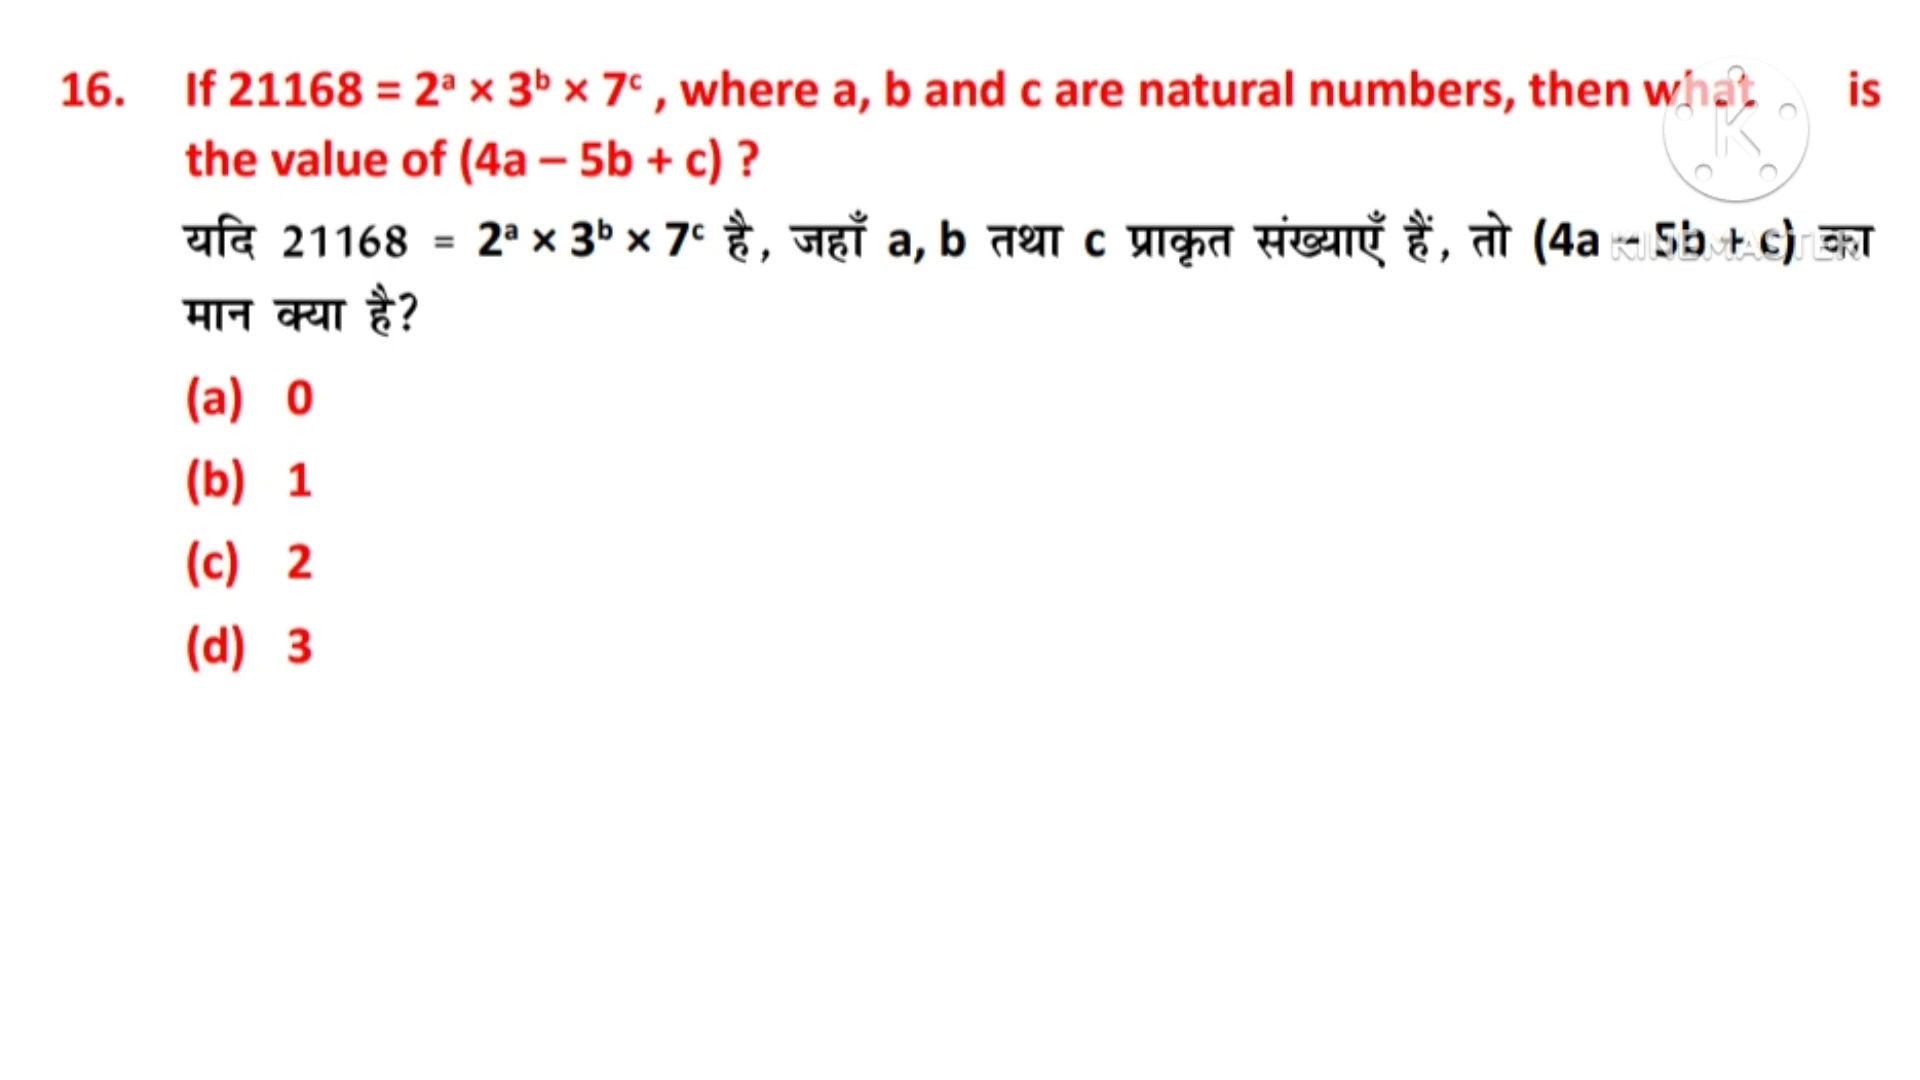 16. If 21168 = 2ᵃ × 3ᵇ × 7ᶜ , where a, b and c are natural numbers, then what is
the value of (4a – 5b + c) ?
यदि 21168 = 2ᵃ × 3ᵇ × 7ᶜ है, जहाँ a, b तथा c प्राकृत संख्याएँ हैं, तो (4a – 5b + c) का
मान क्या है?
(a) 0
(b) 1
(c) 2
(d) 3
K
KINEMASTER